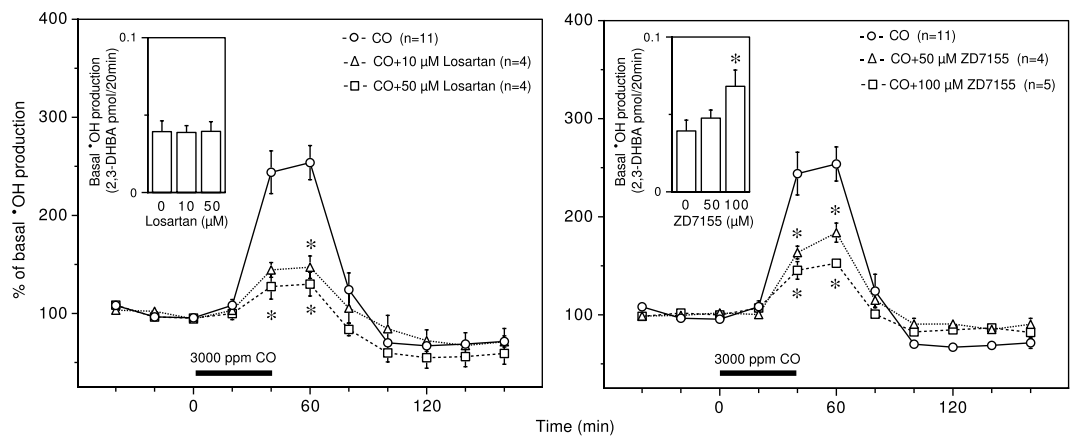 % of basal •OH production
400
300
200
100
0
60
120
Basal •OH production
(2,3-DHBA pmol/20min)
0.1
0
0 10 50
Losartan (µM)
CO (n=11)
CO+10 µM Losartan (n=4)
CO+50 µM Losartan (n=4)
*
*
*
3000 ppm CO
400
300
200
100
0
60
120
Basal •OH production
(2,3-DHBA pmol/20min)
0.1
0
*
0 50 100
ZD7155 (µM)
CO (n=11)
CO+50 µM ZD7155 (n=4)
CO+100 µM ZD7155 (n=5)
*
*
*
*
3000 ppm CO
Time (min)